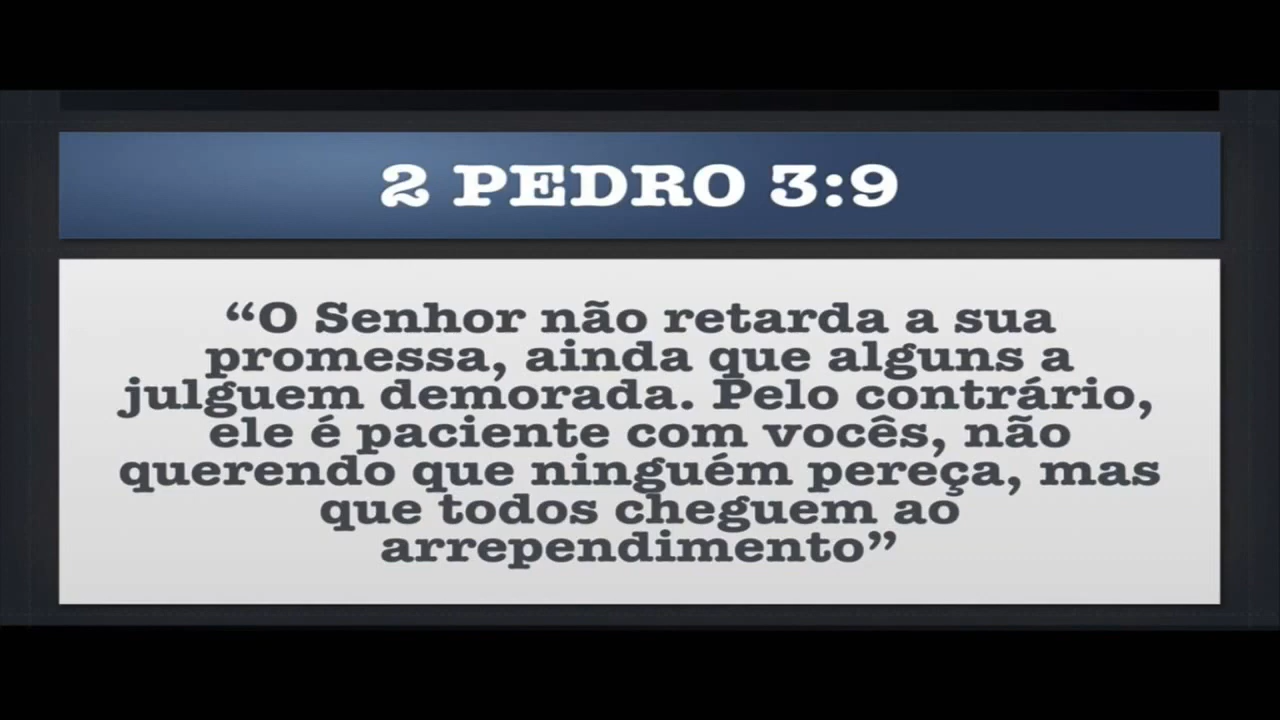 2 PEDRO 3:9
“O Senhor não retarda a sua
promessa, ainda que alguns a
julguem demorada. Pelo contrário,
ele é paciente com vocês, não
querendo que ninguém pereça, mas
que todos cheguem ao
arrependimento”